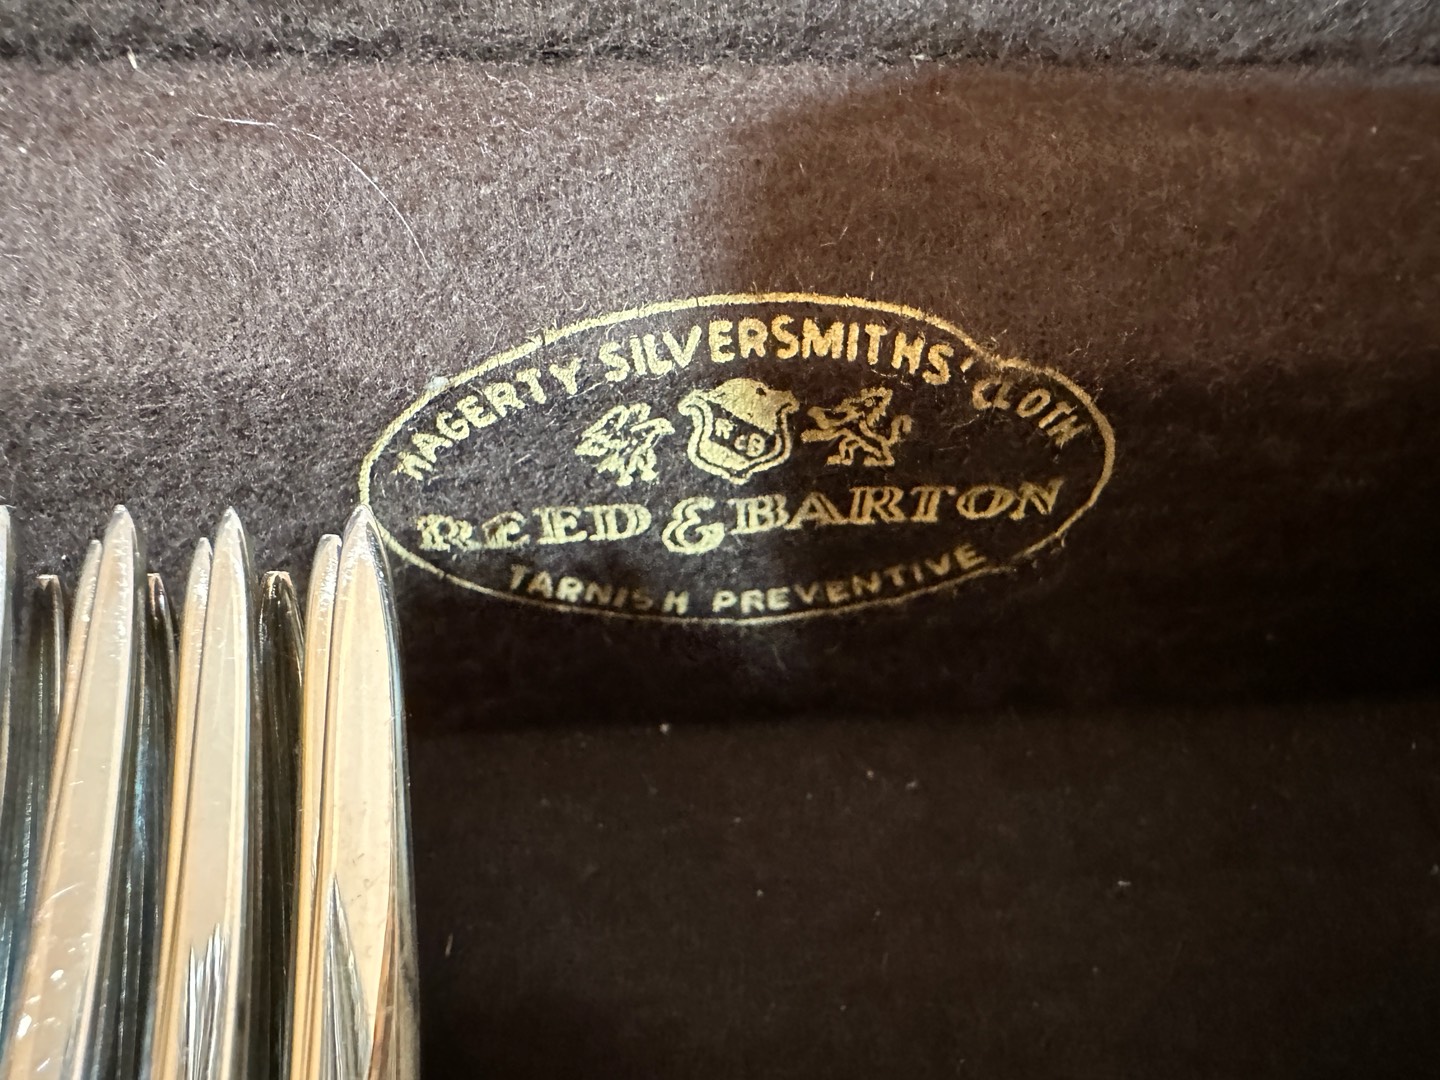 HAGERTY SILVERSMITHS' CLOTH
R&B
REED & BARTON
TARNISH PREVENTIVE